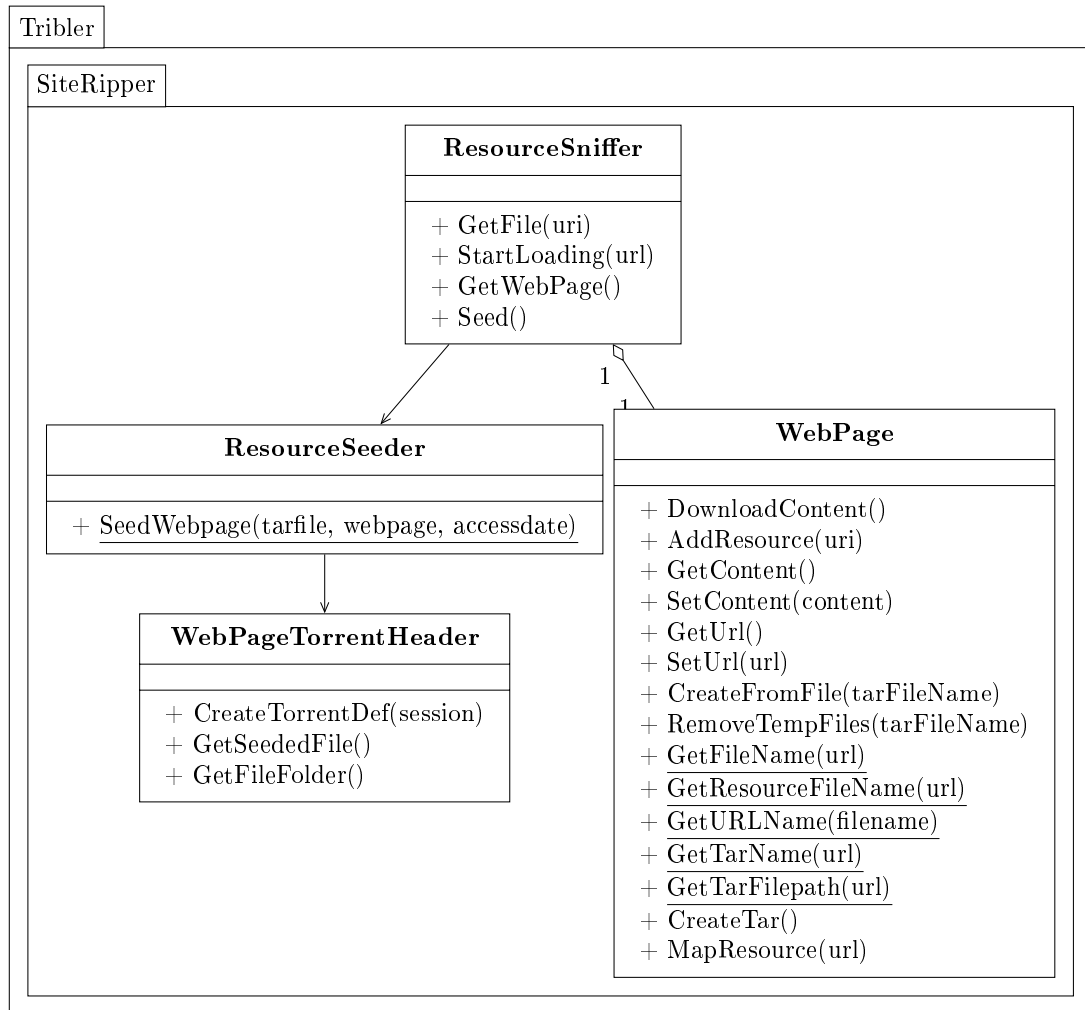 Tribler
SiteRipper
ResourceSniffer
+ GetFile(uri)
+ StartLoading(url)
+ GetWebPage()
+ Seed()
1
1
ResourceSeeder
+ SeedWebpage(tarfile, webpage, accessdate)
WebPageTorrentHeader
+ CreateTorrentDef(session)
+ GetSeededFile()
+ GetFileFolder()
WebPage
+ DownloadContent()
+ AddResource(uri)
+ GetContent()
+ SetContent(content)
+ GetUrl()
+ SetUrl(url)
+ CreateFromFile(tarFileName)
+ RemoveTempFiles(tarFileName)
+ GetFileName(url)
+ GetResourceFileName(url)
+ GetURLName(filename)
+ GetTarName(url)
+ GetTarFilepath(url)
+ CreateTar()
+ MapResource(url)